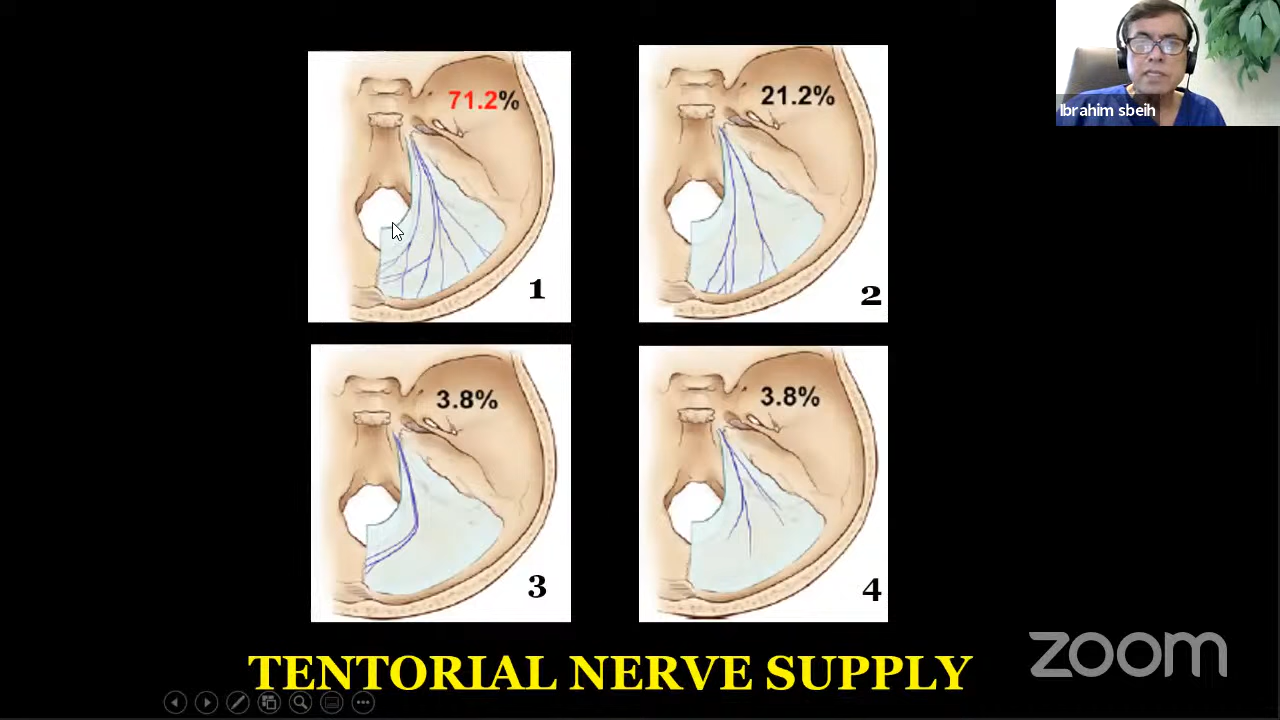 71.2%
1
21.2%
2
3.8%
3
3.8%
4
TENTORIAL NERVE SUPPLY
Ibrahim sbeih
zoom